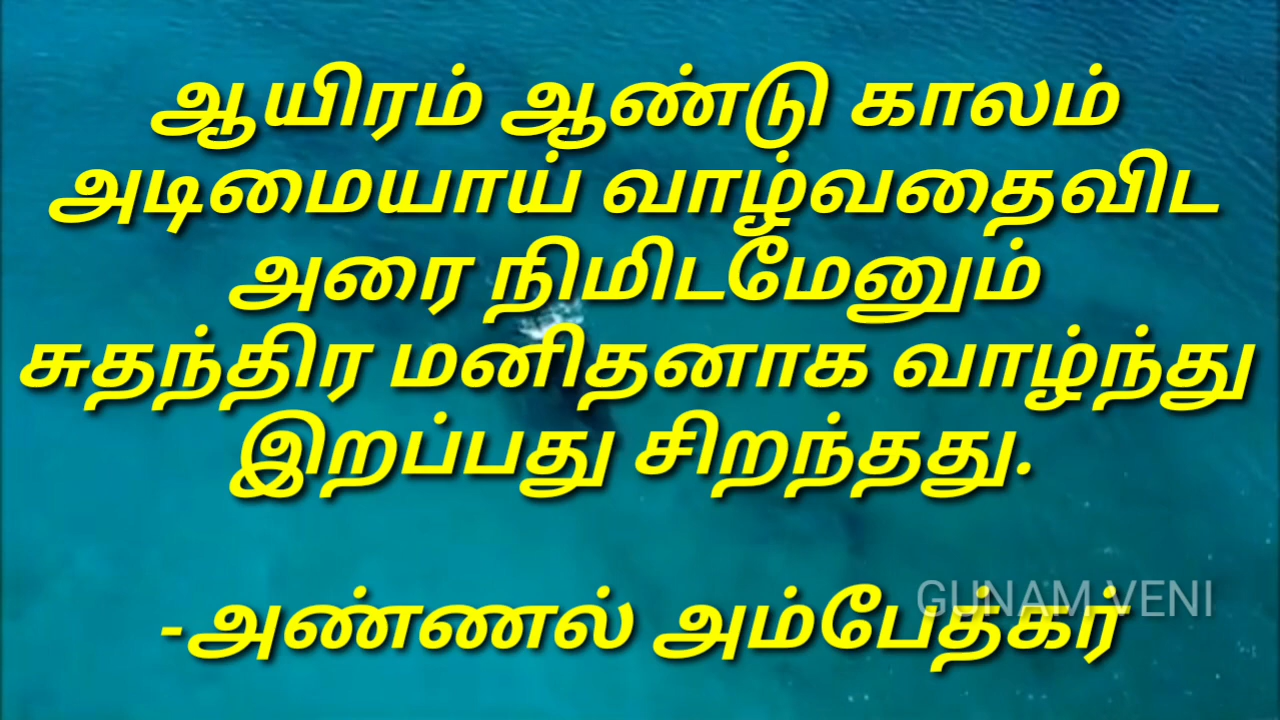 ஆயிரம் ஆண்டு காலம்
அடிமையாய் வாழ்வதைவிட
அரை நிமிடமேனும்
சுதந்திர மனிதனாக வாழ்ந்து
இறப்பது சிறந்தது.
-அண்ணல் அம்பேத்கர்
GUNAM VENI